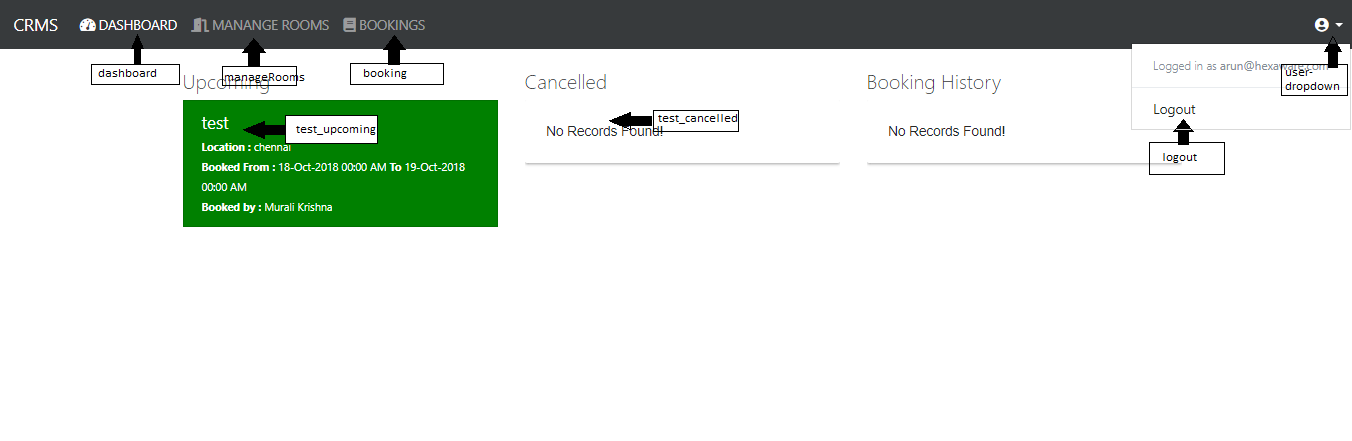 CRMS DASHBOARD MANANGE ROOMS BOOKINGS
dashboard
manageRooms
booking
user-
dropdown
Logged in as arun@hexaware.com
Logout
logout
Upcoming
test
test_upcoming
Location : chennai
Booked From : 18-Oct-2018 00:00 AM To 19-Oct-2018
00:00 AM
Booked by : Murali Krishna
Cancelled
test_cancelled
No Records Found!
Booking History
No Records Found!